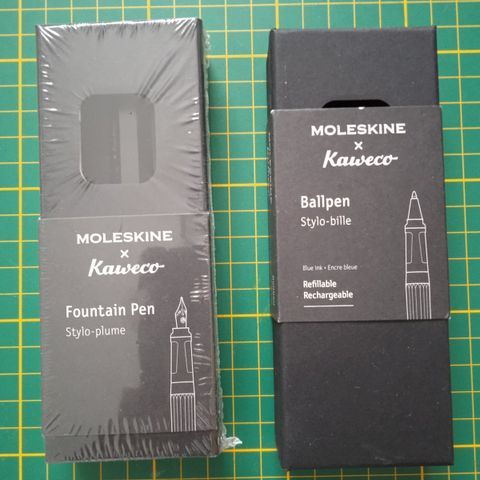 MOLESKINE
×
Kaweco
Fountain Pen
Stylo-plume
MOLESKINE
×
Kaweco
Ballpen
Stylo-bille
Blue ink • Encre bleue
Refillable
Rechargeable